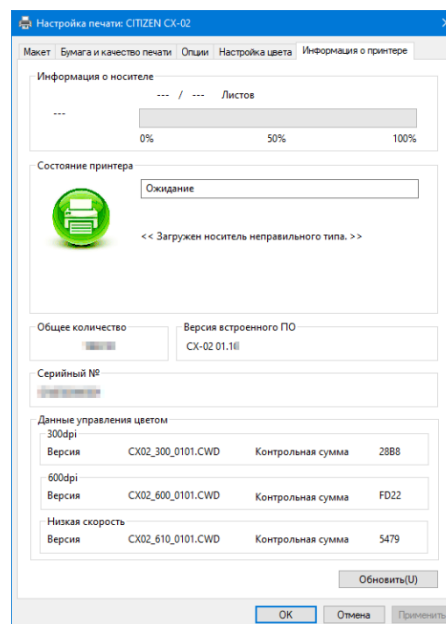 Настройка печати: CITIZEN CX-02
Макет Бумага и качество печати Опции Настройка цвета Информация о принтере
Информация о носителе
--- / --- Листов
---
0% 50% 100%
Состояние принтера
Ожидание
<< Загружен носитель неправильного типа. >>
Общее количество Версия встроенного ПО
CX-02
Серийный №
Данные управления цветом
300dpi
Версия CX02_300_0101.CWD Контрольная сумма 28B8
600dpi
Версия CX02_600_0101.CWD Контрольная сумма FD22
Низкая скорость
Версия CX02_610_0101.CWD Контрольная сумма 5479
Обновить(U)
OK Отмена Применить